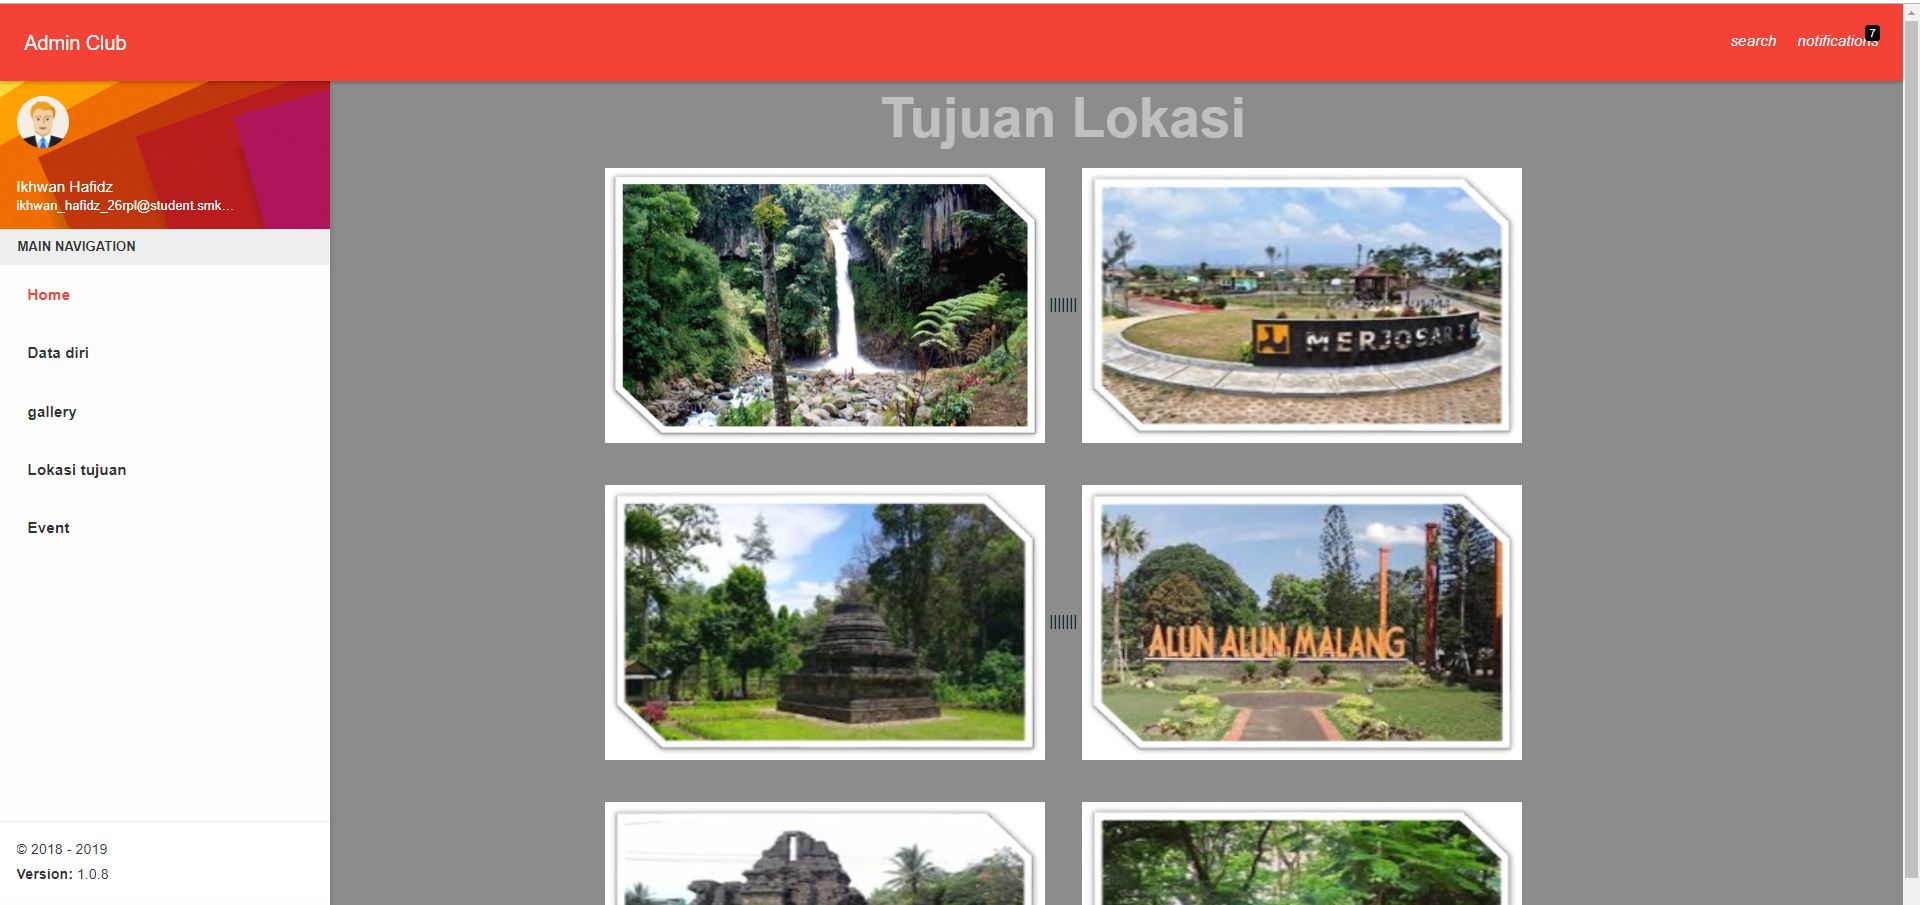 Admin Club
search notifications 7
Tujuan Lokasi
Ikhwan Hafidz
ikhwan_hafidz_26rpl@student.smk...
MAIN NAVIGATION
Home
Data diri
gallery
Lokasi tujuan
Event
MERJOSARI
|||||||
ALUN ALUN MALANG
|||||||
© 2018 - 2019
Version: 1.0.8